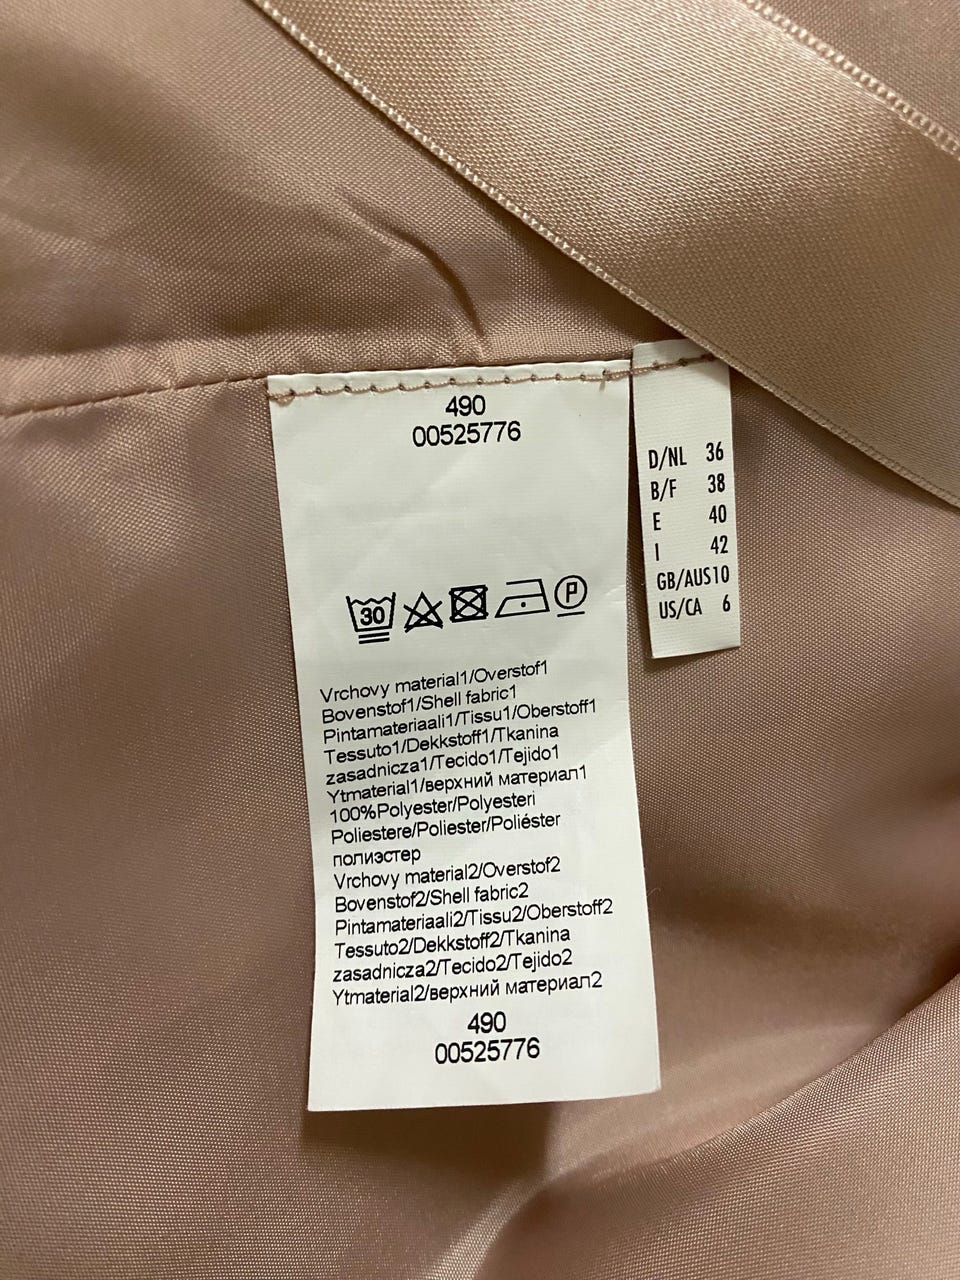 490
00525776
30
P
Vrchovy material1/Overstof1
Bovenstof1/Shell fabric1
Pintamateriaali1/Tissu1/Oberstoff1
Tessuto1/Dekkstoff1/Tkanina
zasadnicza1/Tecido1/Tejido1
Ytmaterial1/верхний материал1
100%Polyester/Polyesteri
Poliestere/Poliester/Poliéster
полиэстер
Vrchovy material2/Overstof2
Bovenstof2/Shell fabric2
Pintamateriaali2/Tissu2/Oberstoff2
Tessuto2/Dekkstoff2/Tkanina
zasadnicza2/Tecido2/Tejido2
Ytmaterial2/верхний материал2
490
00525776
D/NL 36
B/F 38
E 40
I 42
GB/AUS10
US/CA 6